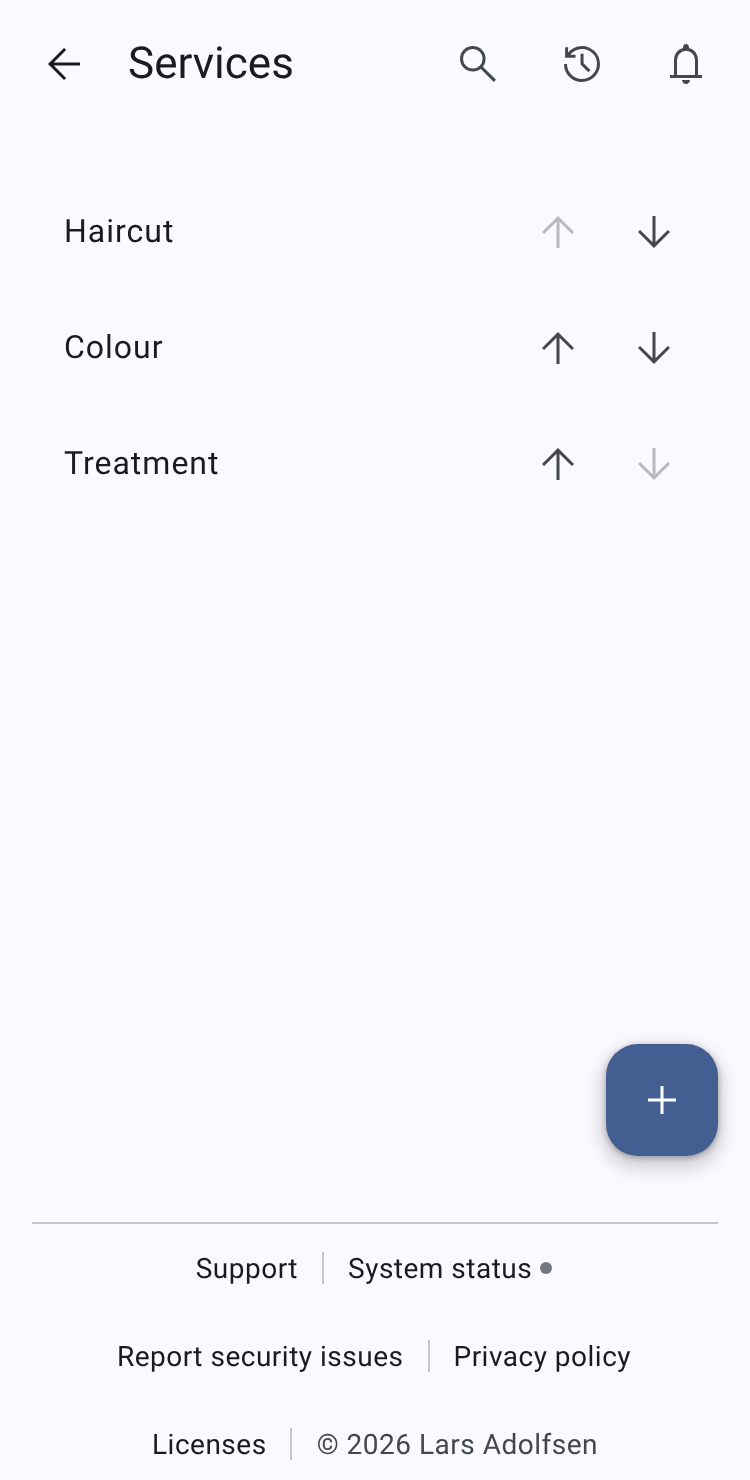 Services
Haircut
Colour
Treatment
Support
System status
Report security issues
Privacy policy
Licenses
© 2026 Lars Adolfsen